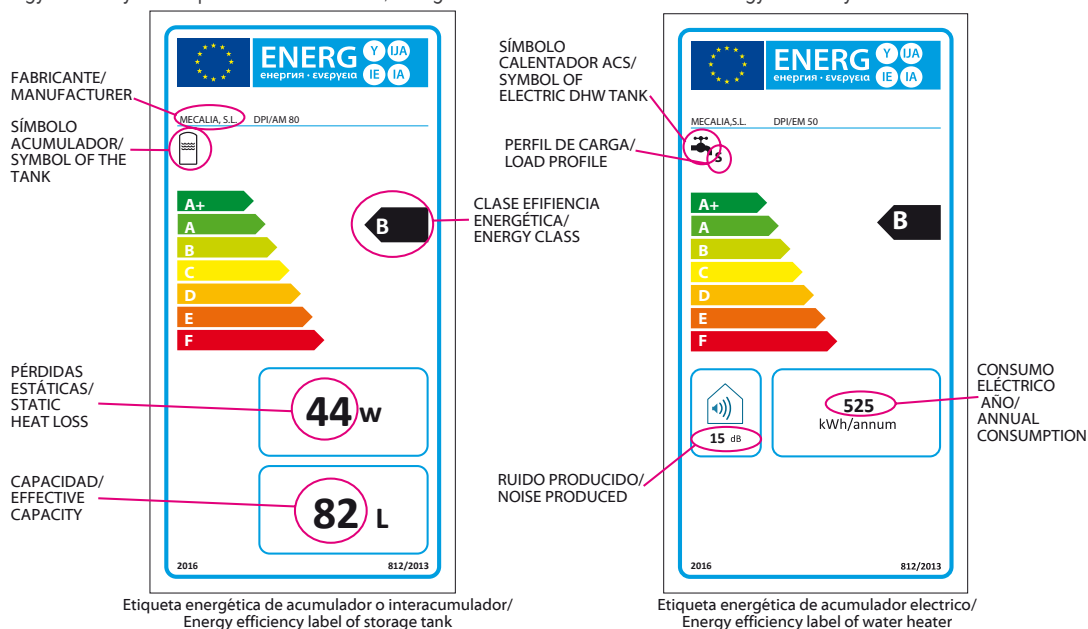 ENERG
Y IJA
IE IA
енергия · ενεργεια
FABRICANTE/
MANUFACTURER
MECALIA, S.L. DPI/AM 80
SÍMBOLO
ACUMULADOR/
SYMBOL OF THE
TANK
A+
A
B
C
D
E
F
B
CLASE EFIFIENCIA
ENERGÉTICA/
ENERGY CLASS
PÉRDIDAS
ESTÁTICAS/
STATIC
HEAT LOSS
44 w
CAPACIDAD/
EFFECTIVE
CAPACITY
82 L
2016 812/2013
Etiqueta energética de acumulador o interacumulador/
Energy efficiency label of storage tank
SÍMBOLO
CALENTADOR ACS/
SYMBOL OF
ELECTRIC DHW TANK
ENERG
Y IJA
IE IA
енергия · ενεργεια
MECALIA,S.L. DPI/EM 50
PERFIL DE CARGA/
LOAD PROFILE
S
A+
A
B
C
D
E
F
B
15 dB
525
kWh/annum
CONSUMO
ELÉCTRICO
AÑO/
ANNUAL
CONSUMPTION
RUIDO PRODUCIDO/
NOISE PRODUCED
2016 812/2013
Etiqueta energética de acumulador electrico/
Energy efficiency label of water heater